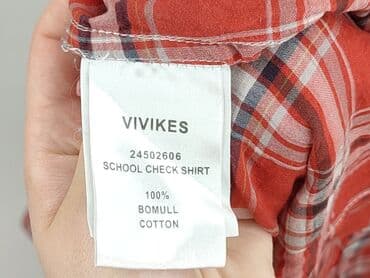 VIVIKES
24502606
SCHOOL CHECK SHIRT
100%
BOMULL
COTTON